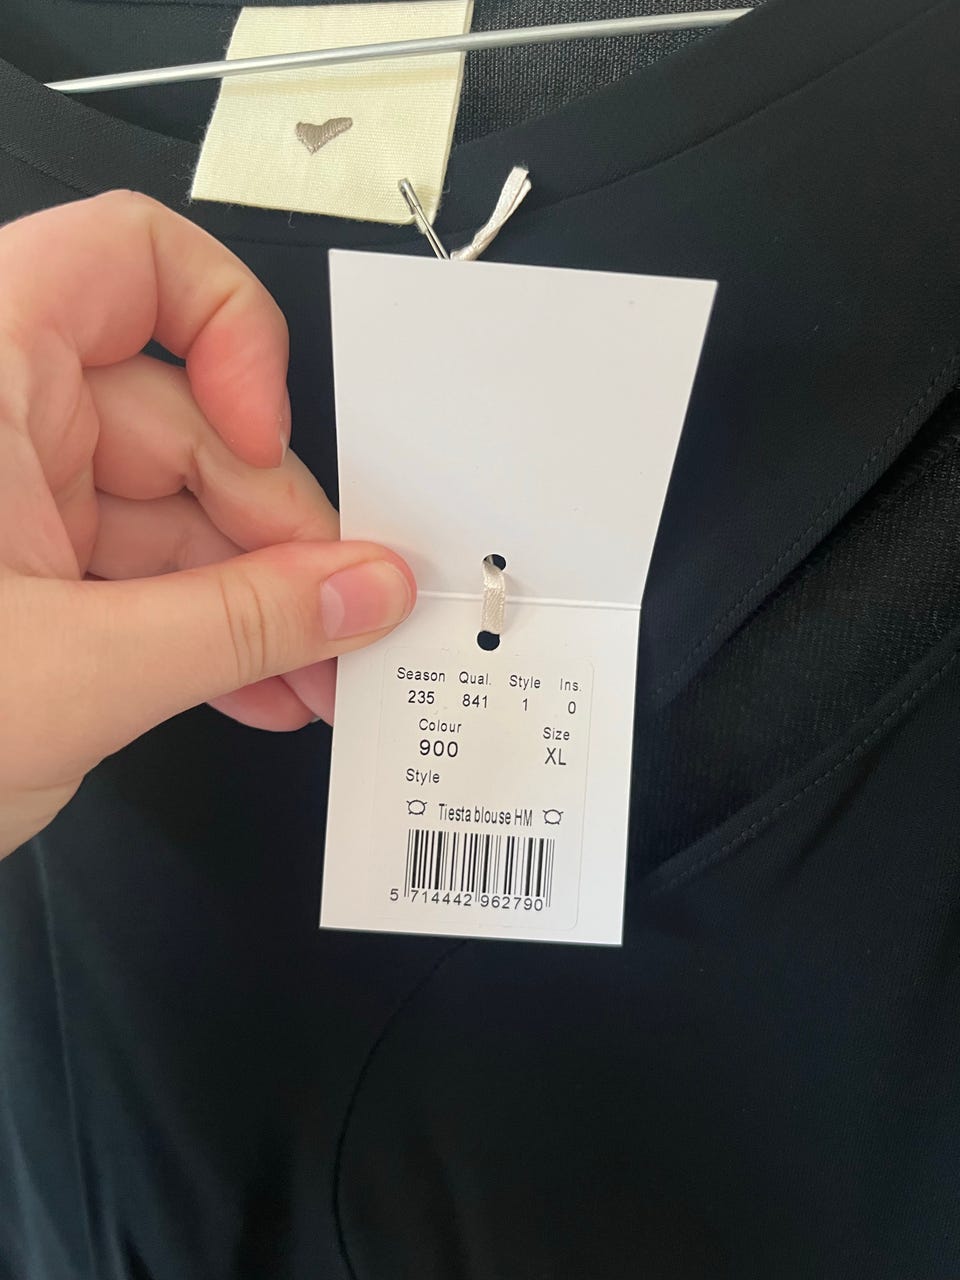 Season Qual. Style Ins.
235 841 1 0
Colour Size
900 XL
Style
Tiesta blouse HM
5 714442 962790